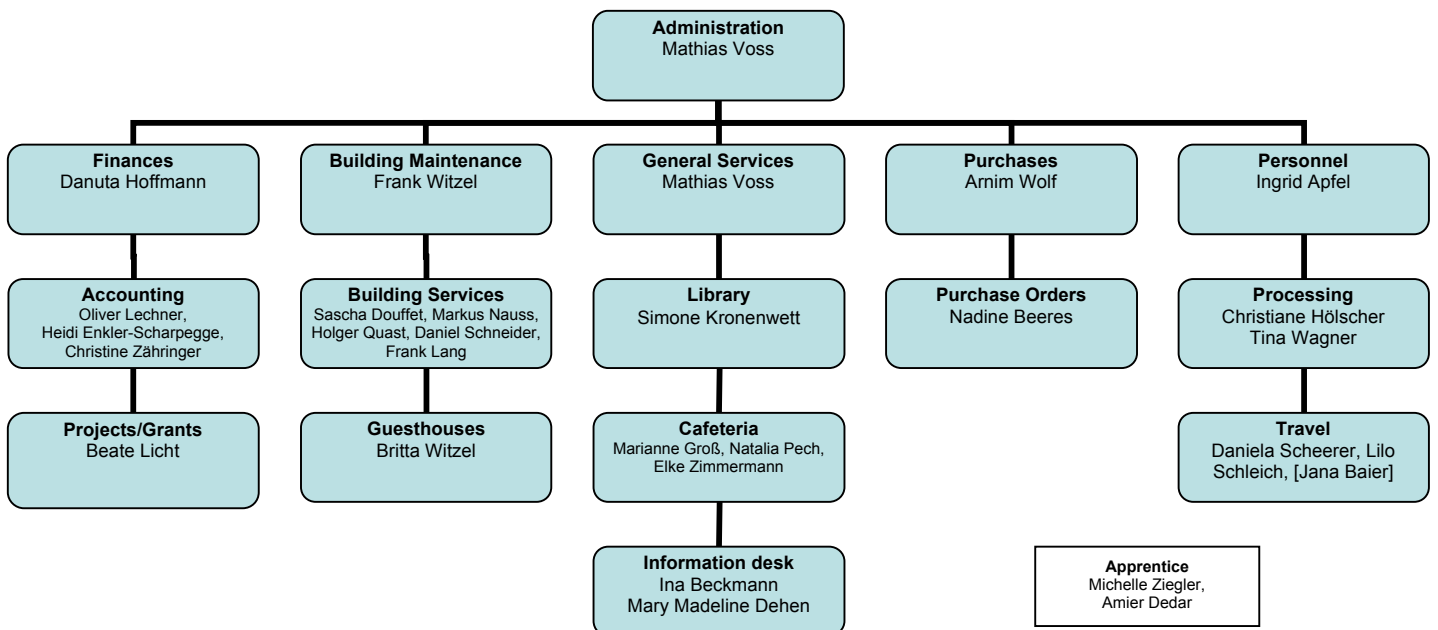 Administration
Mathias Voss
Finances
Danuta Hoffmann
Building Maintenance
Frank Witzel
General Services
Mathias Voss
Purchases
Arnim Wolf
Personnel
Ingrid Apfel
Accounting
Oliver Lechner,
Heidi Enkler-Scharpegge,
Christine Zähringer
Building Services
Sascha Douffet, Markus Nauss,
Holger Quast, Daniel Schneider,
Frank Lang
Library
Simone Kronenwett
Purchase Orders
Nadine Beeres
Processing
Christiane Hölscher
Tina Wagner
Projects/Grants
Beate Licht
Guesthouses
Britta Witzel
Cafeteria
Marianne Groß, Natalia Pech,
Elke Zimmermann
Travel
Daniela Scheerer, Lilo
Schleich, [Jana Baier]
Information desk
Ina Beckmann
Mary Madeline Dehen
Apprentice
Michelle Ziegler,
Amier Dedar